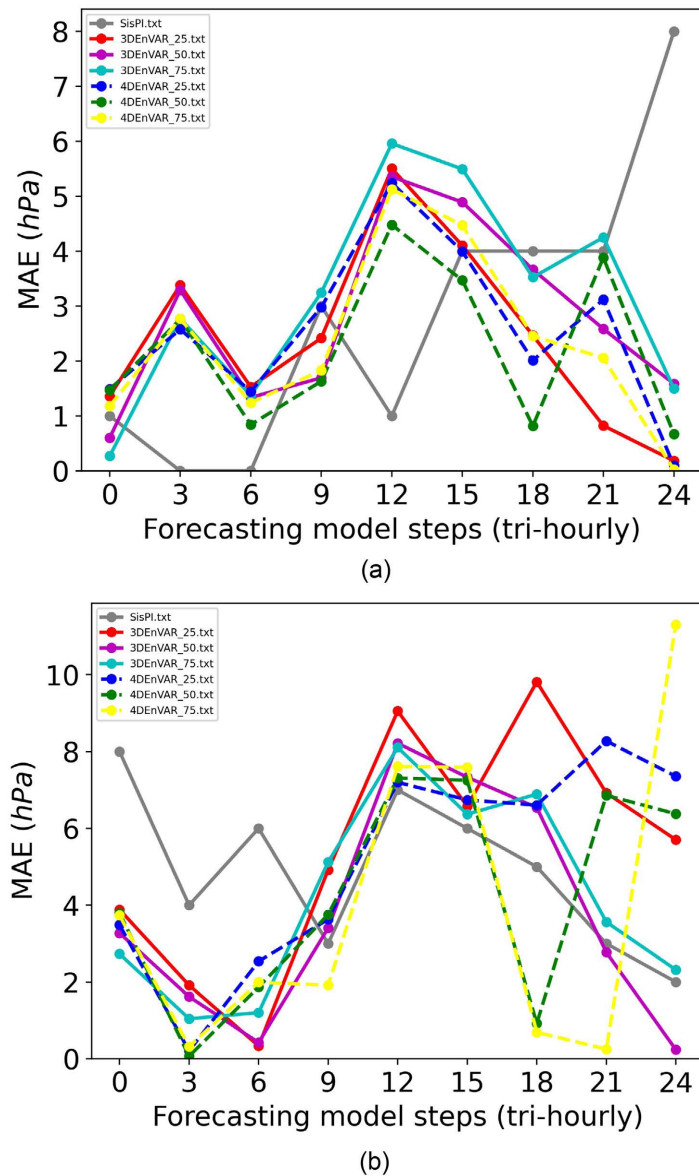 8
7
6
5
4
3
2
1
0
MAE (hPa)
SisPI.txt
3DEnVAR_25.txt
3DEnVAR_50.txt
3DEnVAR_75.txt
4DEnVAR_25.txt
4DEnVAR_50.txt
4DEnVAR_75.txt
0 3 6 9 12 15 18 21 24
Forecasting model steps (tri-hourly)
(a)
10
8
6
4
2
0
MAE (hPa)
SisPI.txt
3DEnVAR_25.txt
3DEnVAR_50.txt
3DEnVAR_75.txt
4DEnVAR_25.txt
4DEnVAR_50.txt
4DEnVAR_75.txt
0 3 6 9 12 15 18 21 24
Forecasting model steps (tri-hourly)
(b)